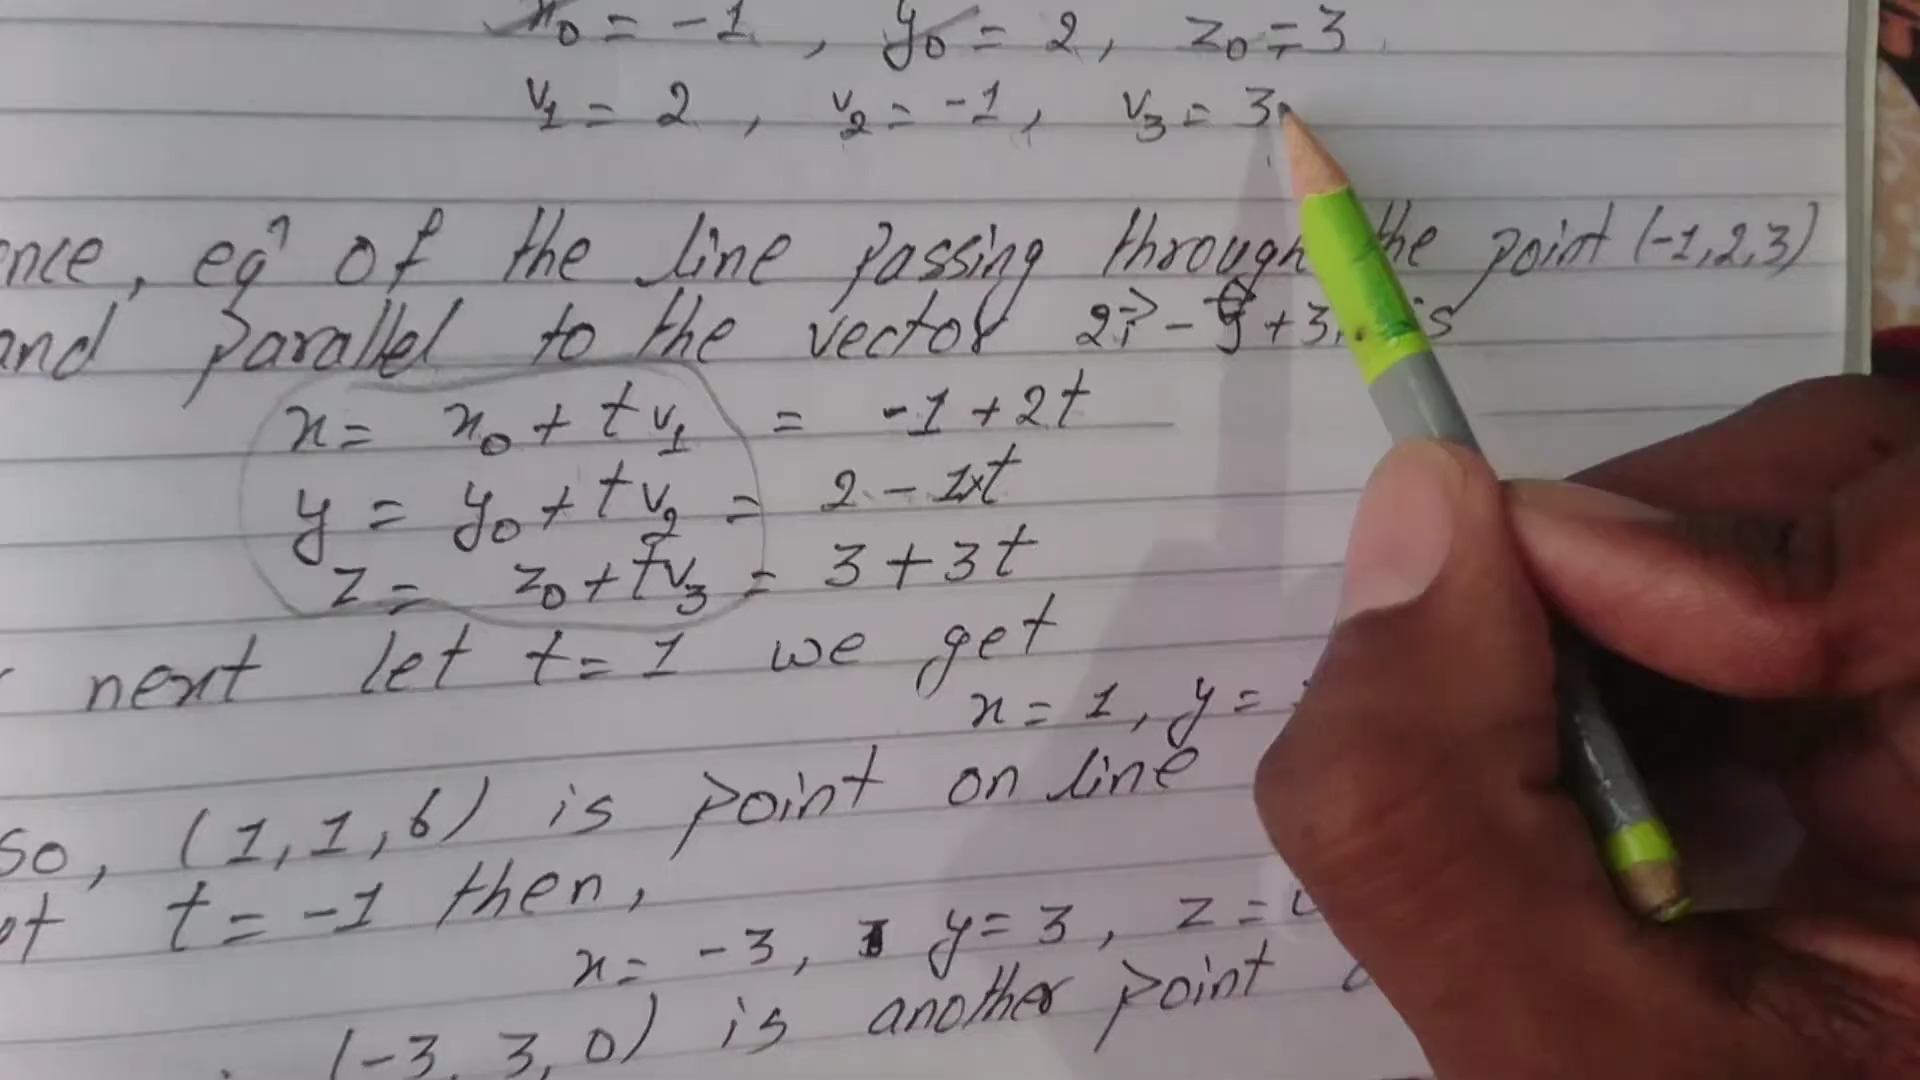 x₀ = -1 , y₀ = 2, z₀ = 3
v₁ = 2 , v₂ = -1, v₃ = 3
ence, eqⁿ of the line passing through the point (-1,2,3)
and parallel to the vector 2i⃗ - j⃗ + 3 is
x = x₀ + tv₁ = -1 + 2t
y = y₀ + tv₂ = 2 - 1×t
z = z₀ + tv₃ = 3 + 3t
next let t = 1 we get
x = 1, y =
so, (1,1,6) is point on line
t = -1 then,
x = -3, y = 3, z =
(-3, 3, 0) is another point